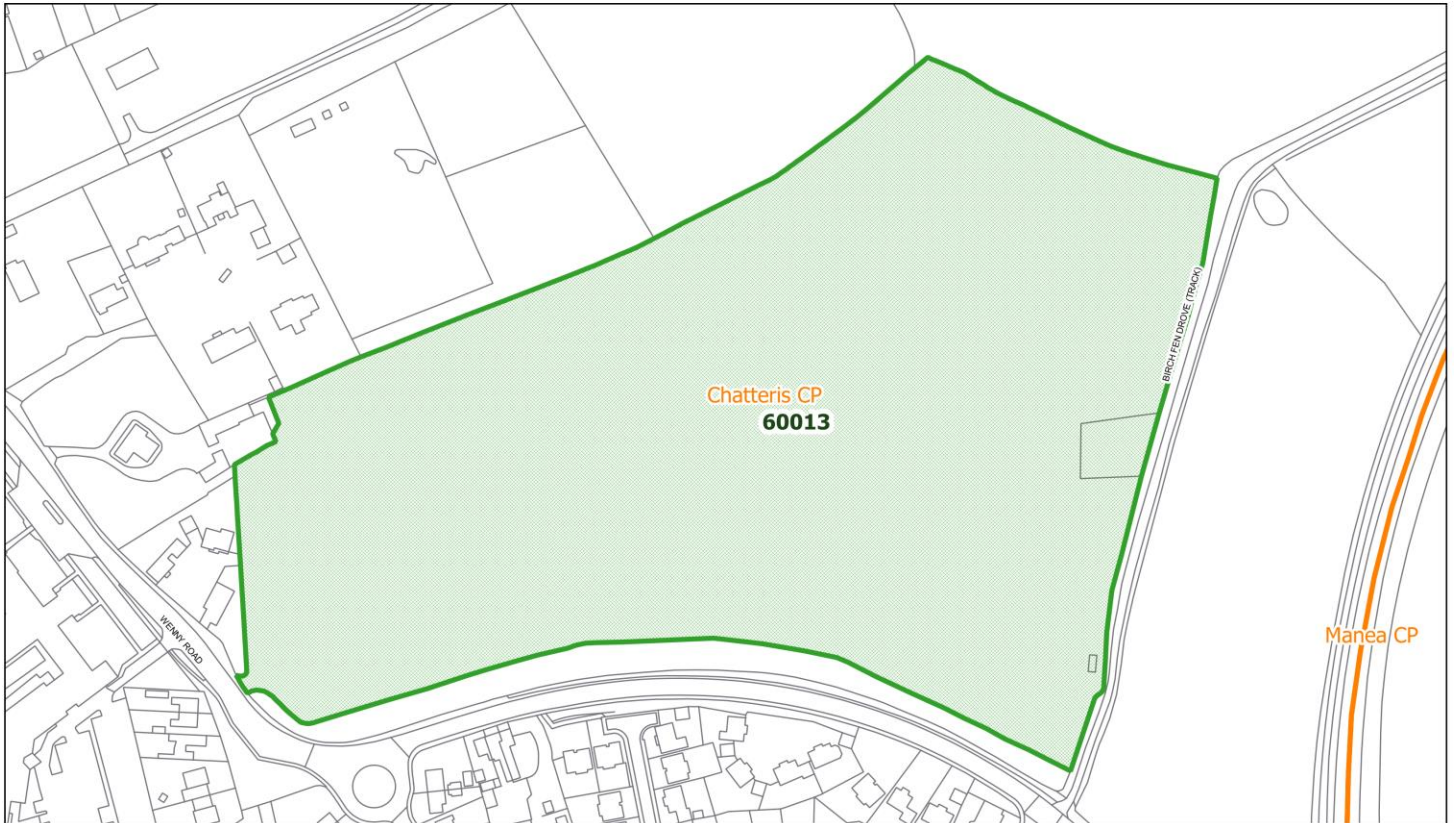 Chatteris CP
60013
BIRCH FEN DROVE (TRACK)
WENNY ROAD
Manea CP